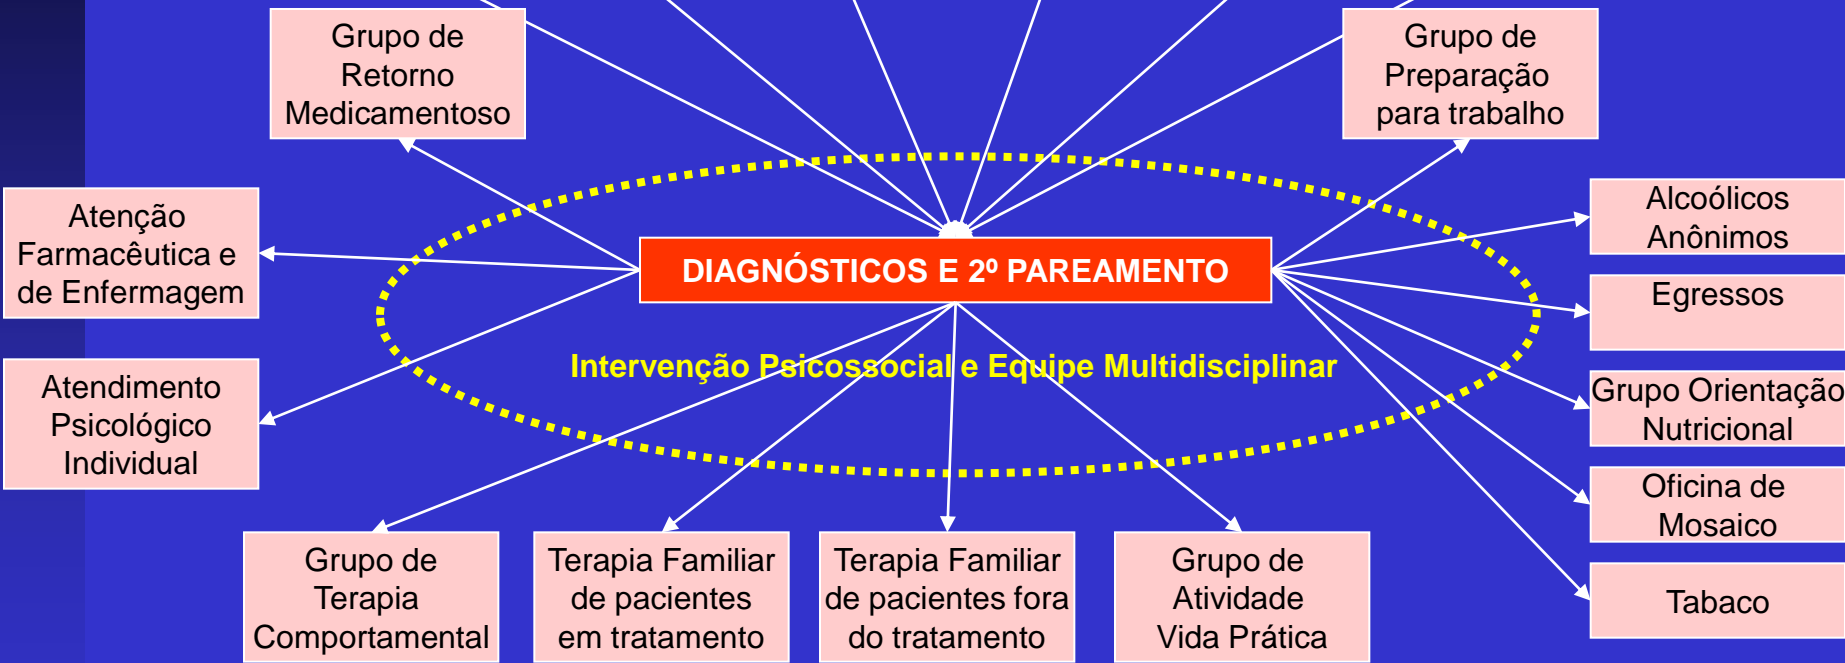 Grupo de
Retorno
Medicamentoso
Grupo de
Preparação
para trabalho
Atenção
Farmacêutica e
de Enfermagem
DIAGNÓSTICOS E 2º PAREAMENTO
Alcoólicos
Anônimos
Egressos
Intervenção Psicossocial e Equipe Multidisciplinar
Atendimento
Psicológico
Individual
Grupo Orientação
Nutricional
Oficina de
Mosaico
Grupo de
Terapia
Comportamental
Terapia Familiar
de pacientes
em tratamento
Terapia Familiar
de pacientes fora
do tratamento
Grupo de
Atividade
Vida Prática
Tabaco